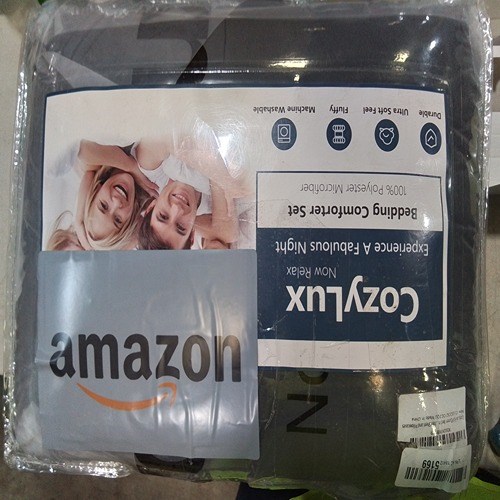 CozyLux
Now Relax
Experience A Fabulous Night
Bedding Comforter Set
100% Polyester Microfiber
Durable
Ultra Soft Feel
Fluffy
Machine Washable
amazon
5169